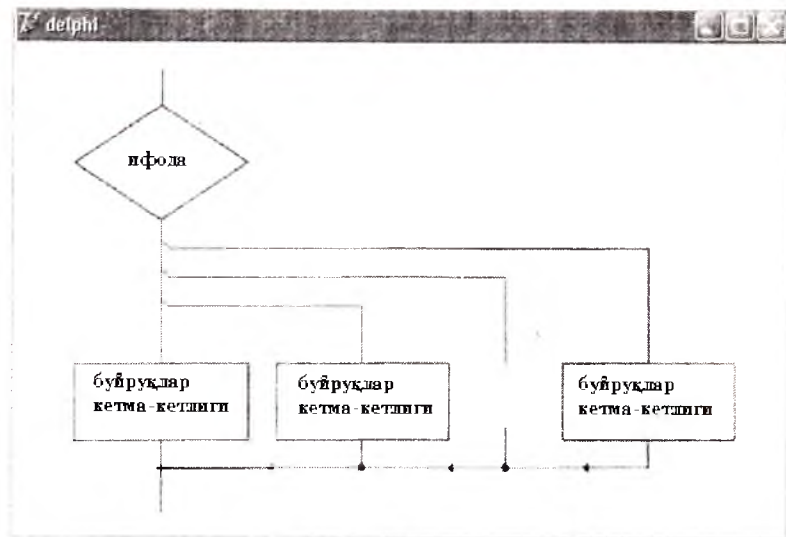 delphi
ифода
буйруқлар
кетма-кетлиги
буйруқлар
кетма-кетлиги
буйруқлар
кетма-кетлиги